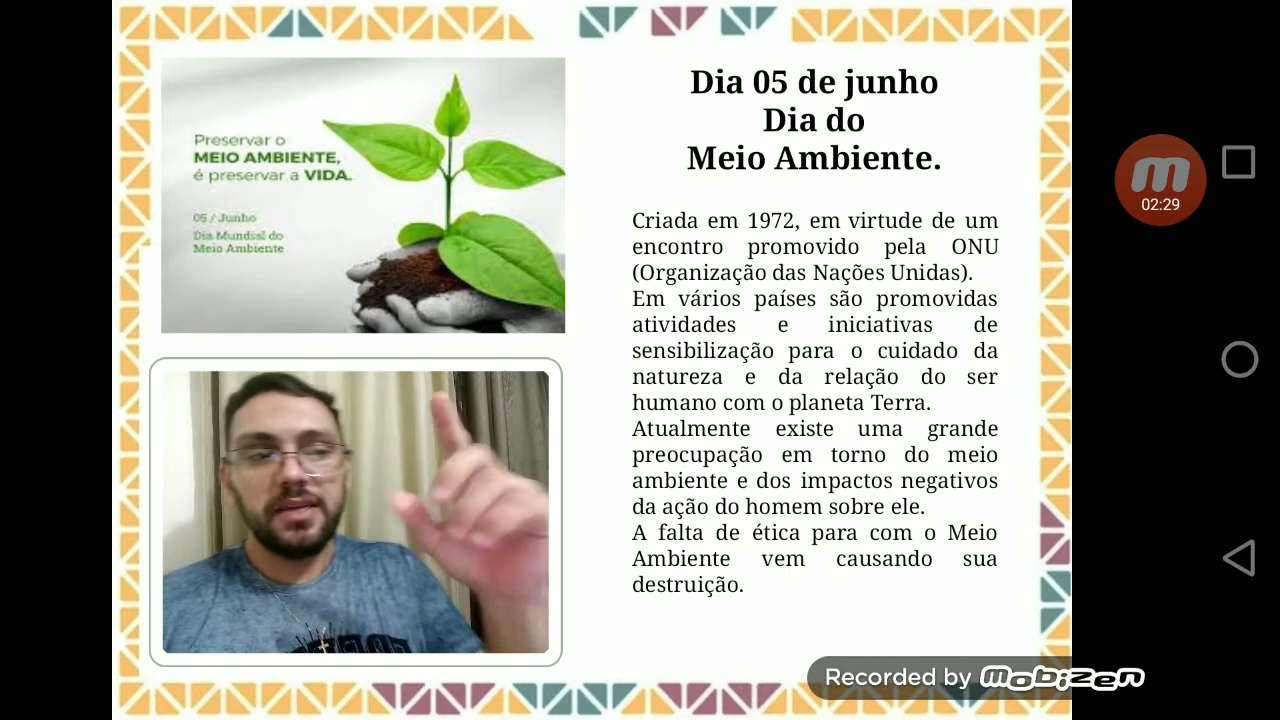 Preservar o
MEIO AMBIENTE,
é preservar a VIDA.
05 / Junho
Dia Mundial do
Meio Ambiente
Dia 05 de junho
Dia do
Meio Ambiente.
Criada em 1972, em virtude de um
encontro promovido pela ONU
(Organização das Nações Unidas).
Em vários países são promovidas
atividades e iniciativas de
sensibilização para o cuidado da
natureza e da relação do ser
humano com o planeta Terra.
Atualmente existe uma grande
preocupação em torno do meio
ambiente e dos impactos negativos
da ação do homem sobre ele.
A falta de ética para com o Meio
Ambiente vem causando sua
destruição.
02:29
Recorded by mobizen